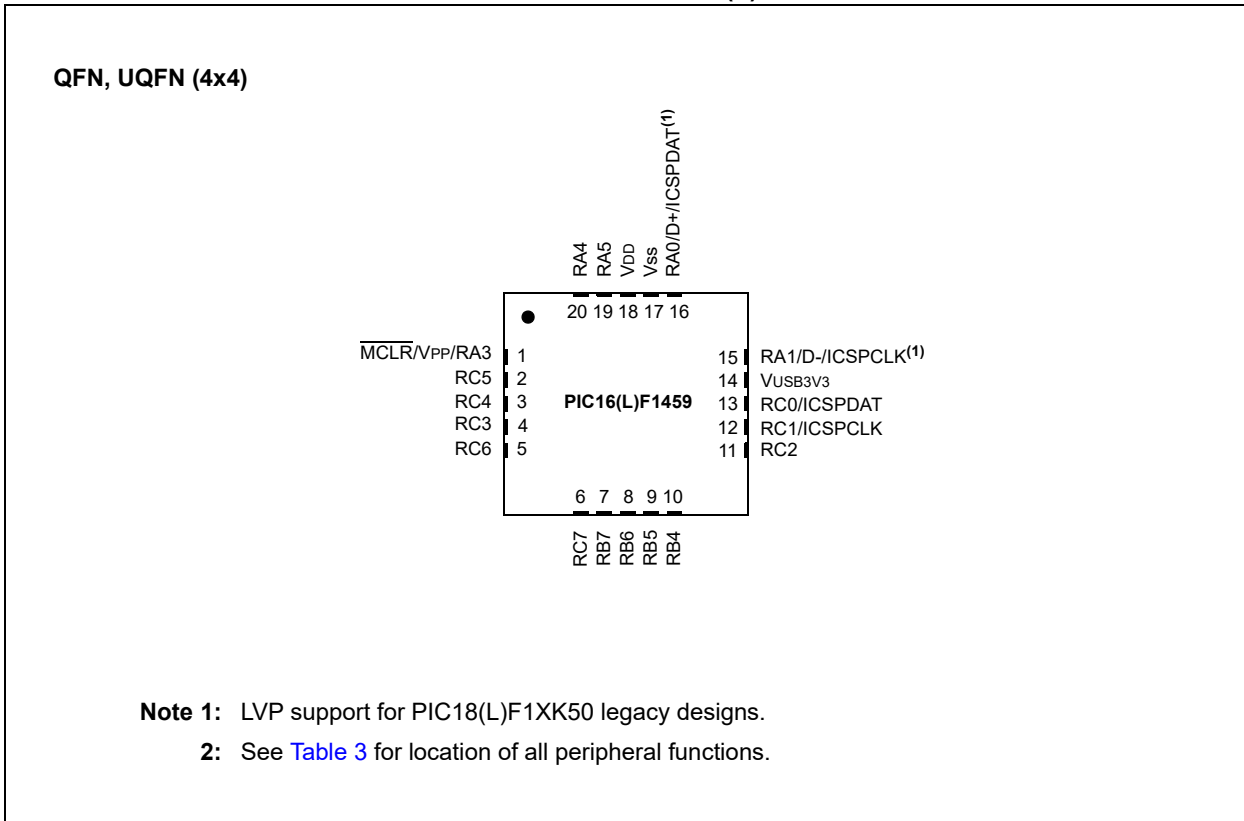 QFN, UQFN (4x4)
RA4
RA5
VDD
Vss
RA0/D+/ICSPDAT(1)
20 19 18 17 16
MCLR/VPP/RA3 1
RC5 2
RC4 3
RC3 4
RC6 5
PIC16(L)F1459
15 RA1/D-/ICSPCLK(1)
14 VUSB3V3
13 RC0/ICSPDAT
12 RC1/ICSPCLK
11 RC2
6 7 8 9 10
RC7
RB7
RB6
RB5
RB4
Note 1: LVP support for PIC18(L)F1XK50 legacy designs.
2: See Table 3 for location of all peripheral functions.